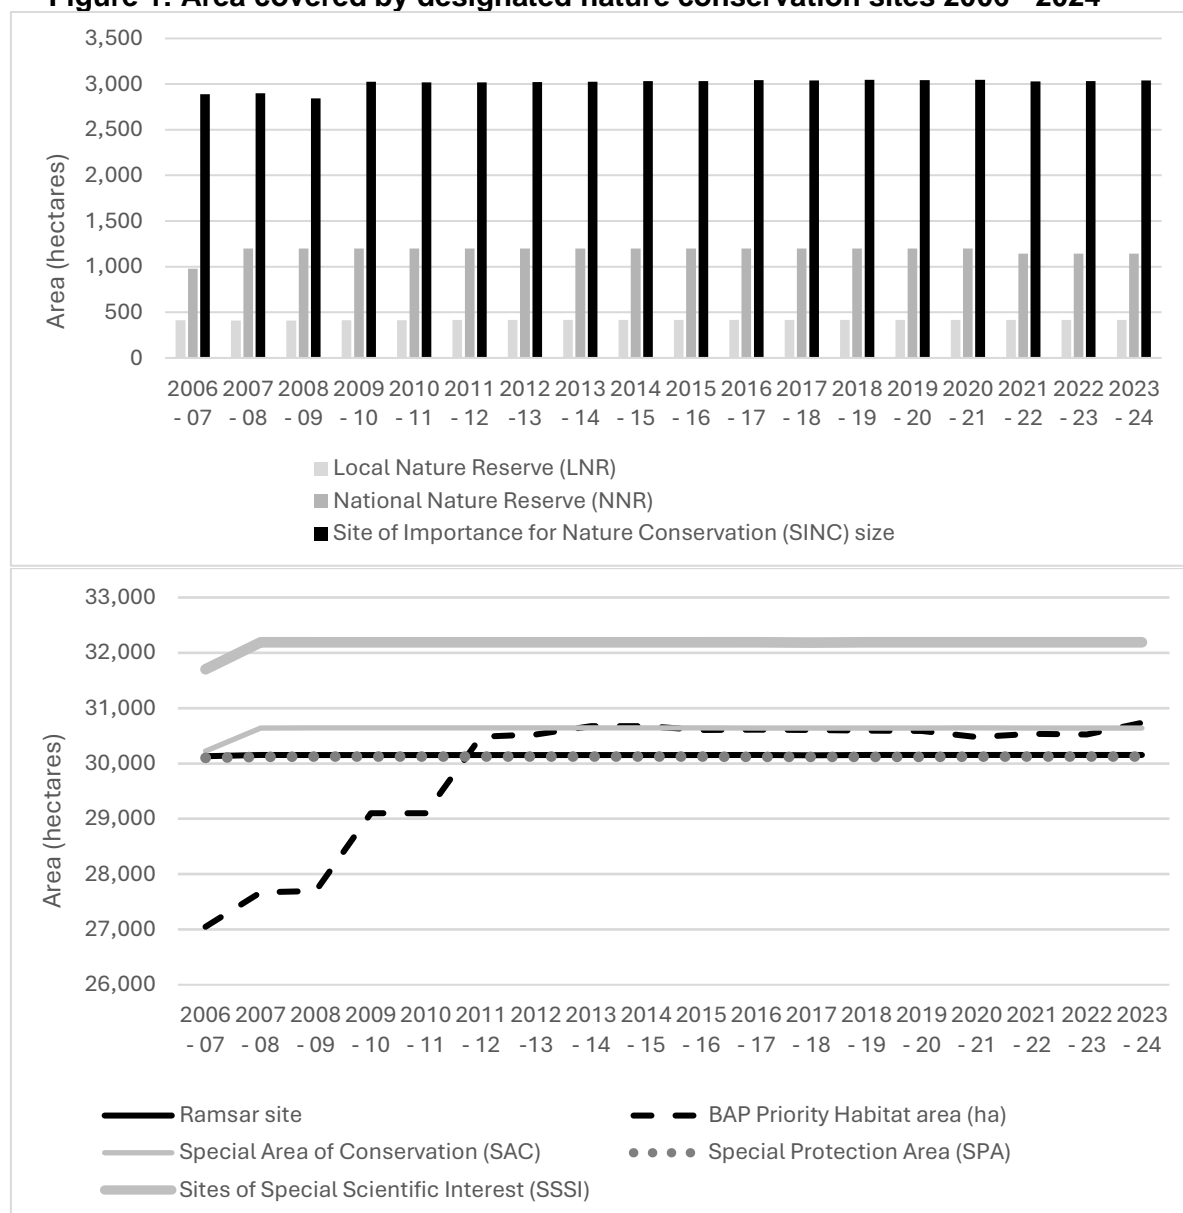 Figure 1: Area covered by designated nature conservation sites 2006 - 2024
3,500
3,000
2,500
2,000
1,500
1,000
500
0
Area (hectares)
2006 2007 2008 2009 2010 2011 2012 2013 2014 2015 2016 2017 2018 2019 2020 2021 2022 2023
- 07 - 08 - 09 - 10 - 11 - 12 -13 - 14 - 15 - 16 - 17 - 18 - 19 - 20 - 21 - 22 - 23 - 24
Local Nature Reserve (LNR)
National Nature Reserve (NNR)
Site of Importance for Nature Conservation (SINC) size
33,000
32,000
31,000
30,000
29,000
28,000
27,000
26,000
Area (hectares)
2006 2007 2008 2009 2010 2011 2012 2013 2014 2015 2016 2017 2018 2019 2020 2021 2022 2023
- 07 - 08 - 09 - 10 - 11 - 12 -13 - 14 - 15 - 16 - 17 - 18 - 19 - 20 - 21 - 22 - 23 - 24
Ramsar site
BAP Priority Habitat area (ha)
Special Area of Conservation (SAC)
Special Protection Area (SPA)
Sites of Special Scientific Interest (SSSI)